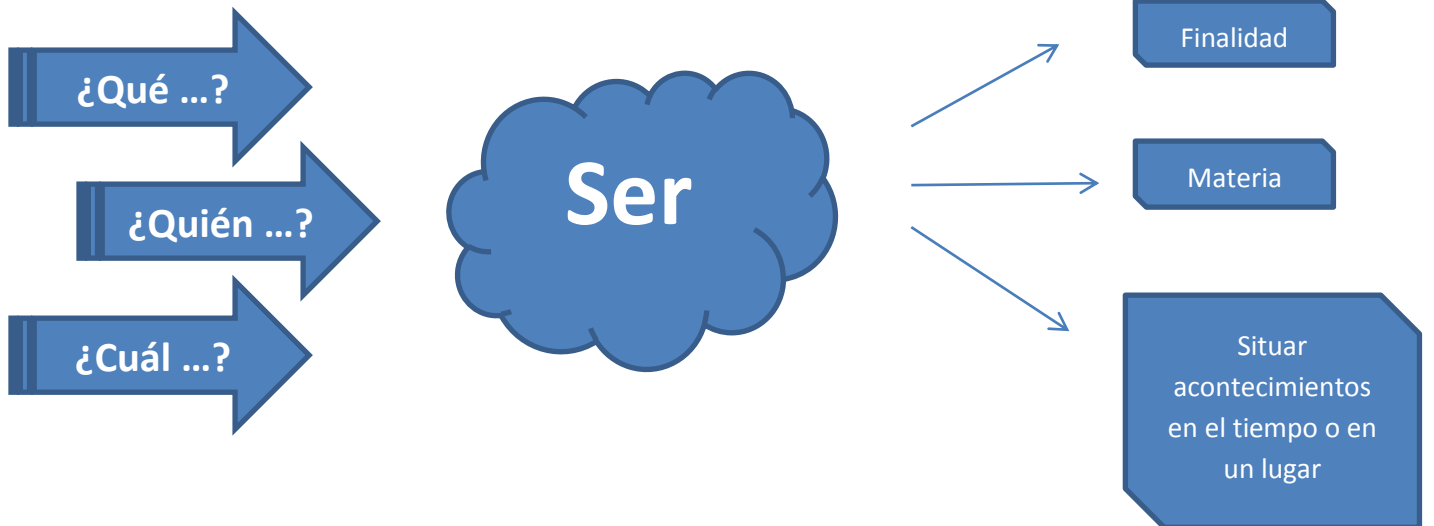 ¿Qué …?
¿Quién …?
¿Cuál …?
Ser
Finalidad
Materia
Situar
acontecimientos
en el tiempo o en
un lugar